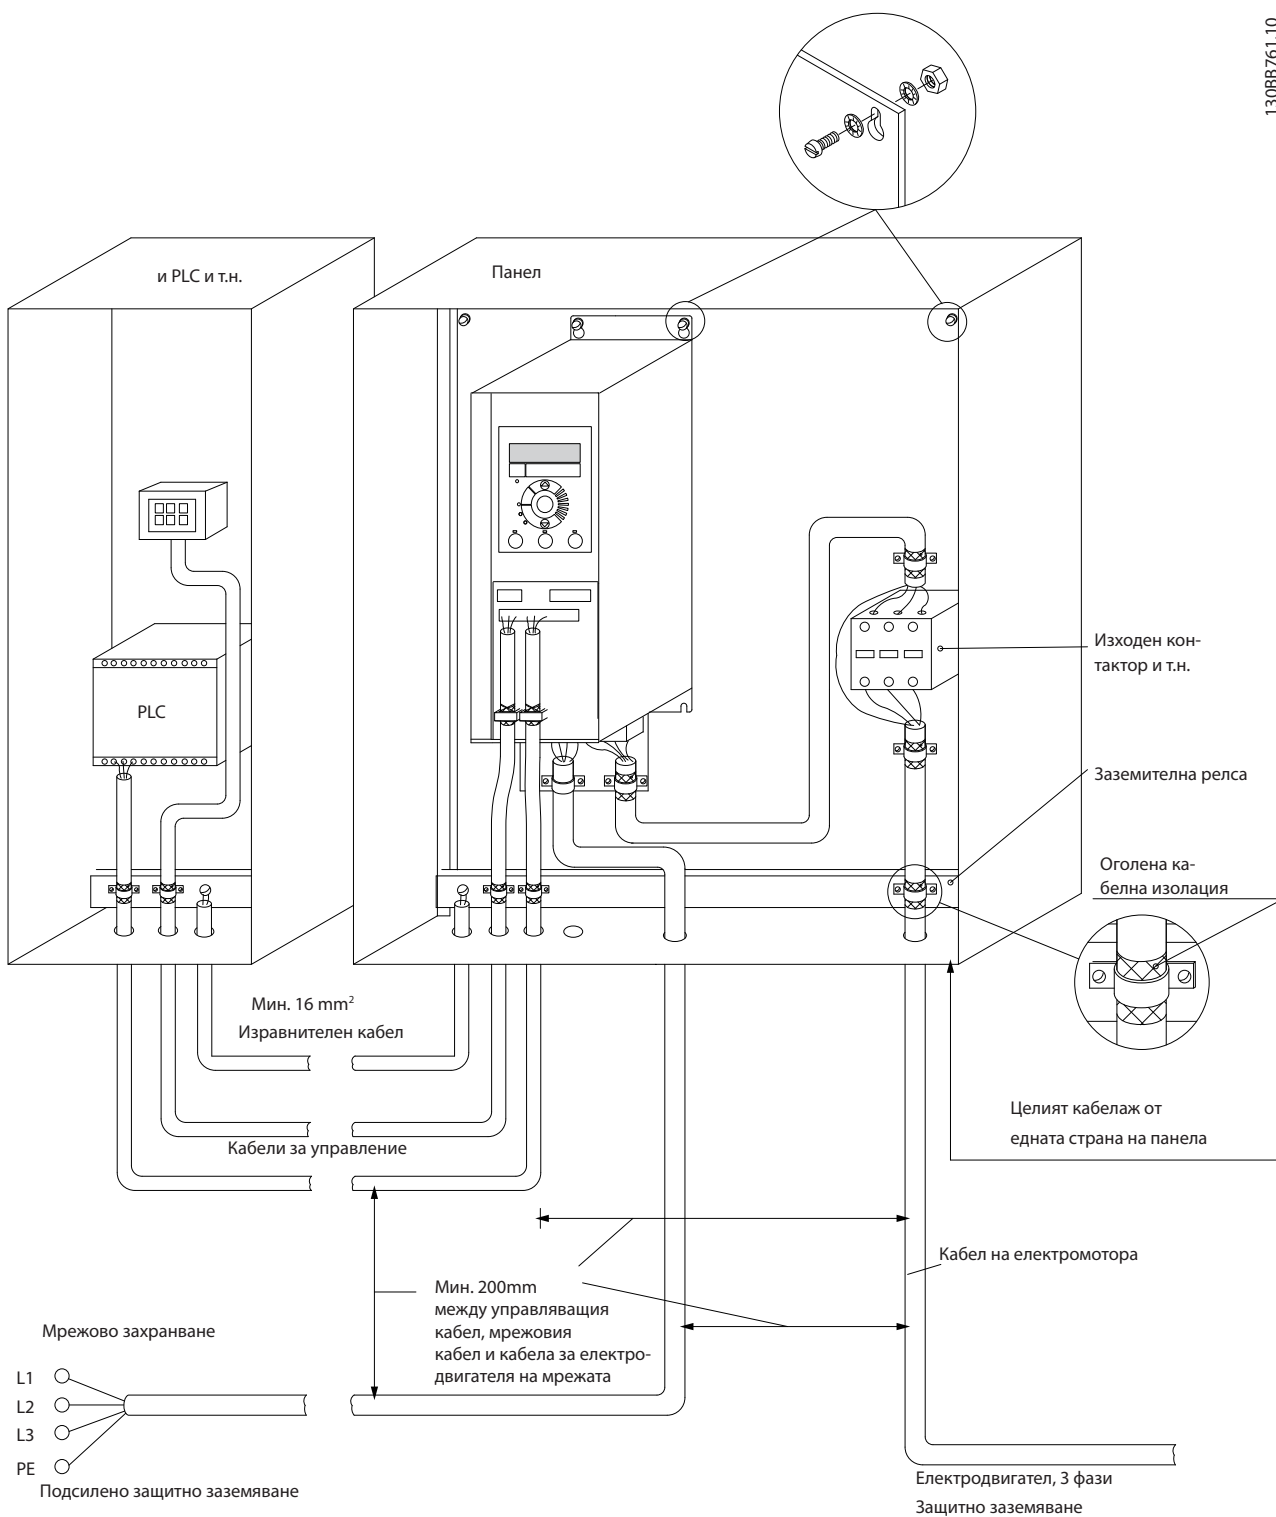 130BB761.10
и PLC и т.н.
Панел
PLC
Изходен кон-
тактор и т.н.
Заземителна релса
Оголена ка-
белна изолация
Мин. 16 mm²
Изравнителен кабел
Целият кабелаж от
едната страна на панела
Кабели за управление
Кабел на електромотора
Мин. 200mm
между управляващия
кабел, мрежовия
кабел и кабела за електро-
двигателя на мрежата
Мрежово захранване
L1
L2
L3
PE
Подсилено защитно заземяване
Електродвигател, 3 фази
Защитно заземяване